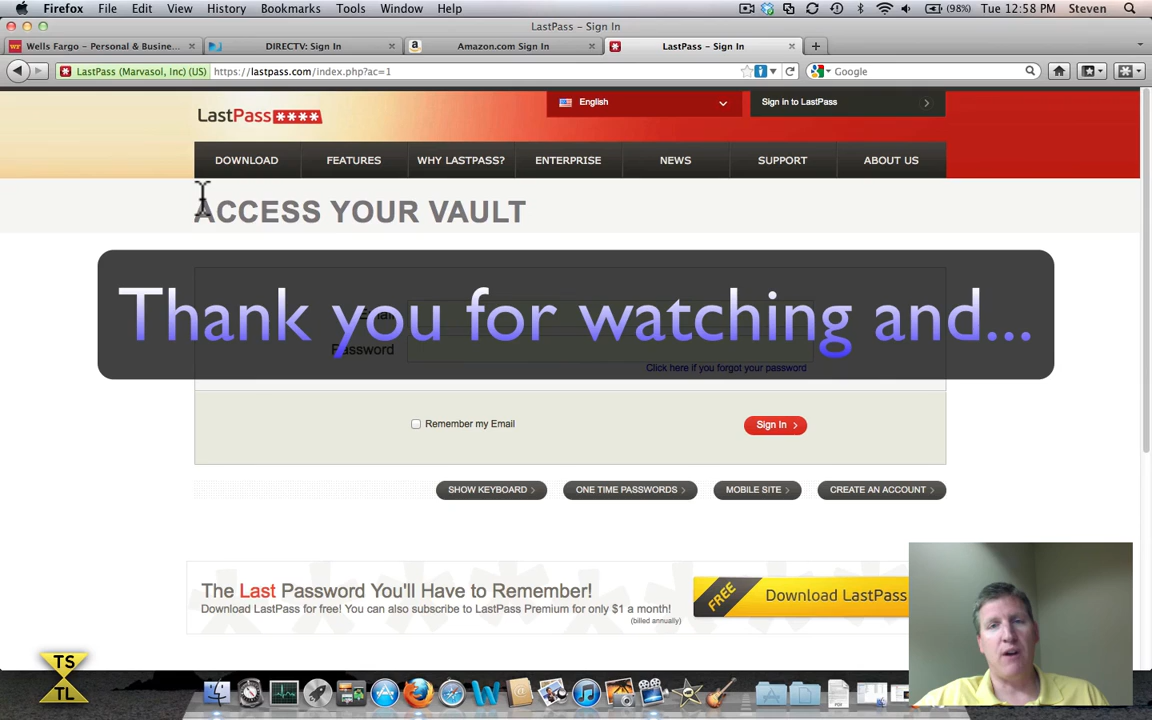 Firefox File Edit View History Bookmarks Tools Window Help (98%) Tue 12:58 PM Steven
LastPass – Sign In
Wells Fargo – Personal & Busine... DIRECTV: Sign In Amazon.com Sign In LastPass – Sign In
LastPass (Marvasol, Inc) (US) https://lastpass.com/index.php?ac=1 Google
LastPass ****
English
Sign in to LastPass
DOWNLOAD FEATURES WHY LASTPASS? ENTERPRISE NEWS SUPPORT ABOUT US
ACCESS YOUR VAULT
Thank you for watching and...
Email
Password
Click here if you forgot your password
Remember my Email
Sign In
SHOW KEYBOARD ONE TIME PASSWORDS MOBILE SITE CREATE AN ACCOUNT
The Last Password You'll Have to Remember!
Download LastPass for free! You can also subscribe to LastPass Premium for only $1 a month!
(billed annually)
FREE
Download LastPass
TS
TL